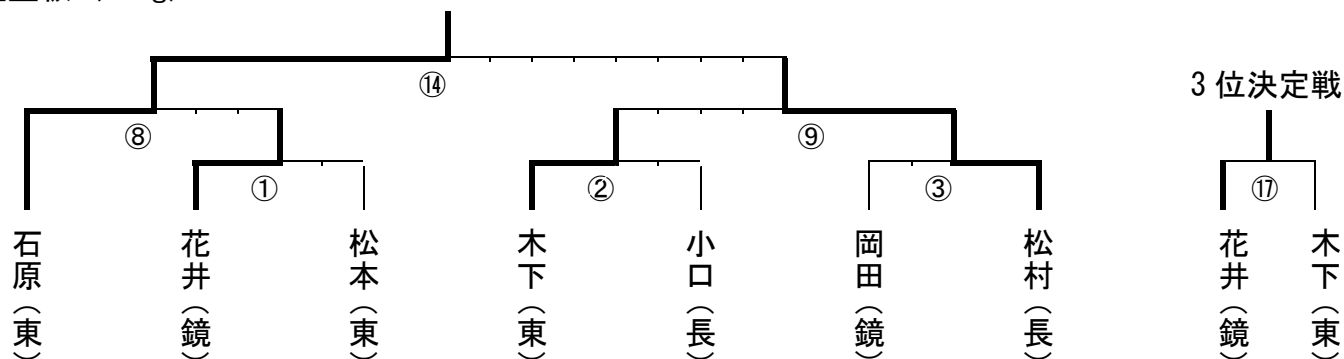 ⑭
3位決定戦
⑧
⑨
①
②
③
⑰
石原(東)
花井(鏡)
松本(東)
木下(東)
小口(長)
岡田(鏡)
松村(長)
花井(鏡)
木下(東)